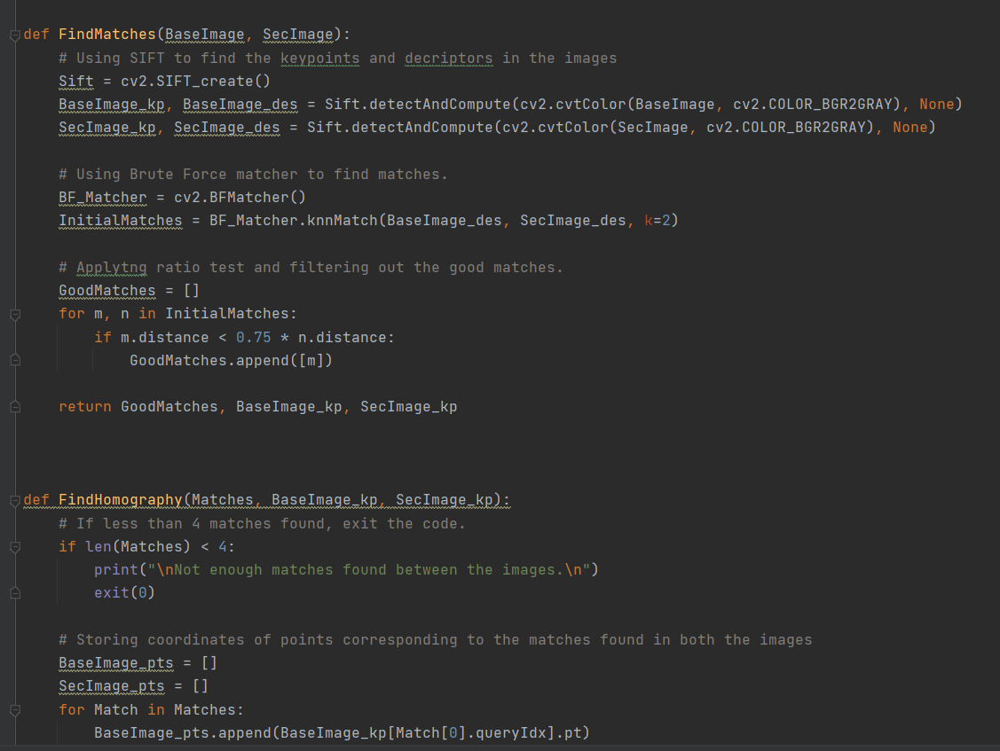 def FindMatches(BaseImage, SecImage):
    # Using SIFT to find the keypoints and decriptors in the images
    Sift = cv2.SIFT_create()
    BaseImage_kp, BaseImage_des = Sift.detectAndCompute(cv2.cvtColor(BaseImage, cv2.COLOR_BGR2GRAY), None)
    SecImage_kp, SecImage_des = Sift.detectAndCompute(cv2.cvtColor(SecImage, cv2.COLOR_BGR2GRAY), None)
    # Using Brute Force matcher to find matches.
    BF_Matcher = cv2.BFMatcher()
    InitialMatches = BF_Matcher.knnMatch(BaseImage_des, SecImage_des, k=2)
    # Applytng ratio test and filtering out the good matches.
    GoodMatches = []
    for m, n in InitialMatches:
        if m.distance < 0.75 * n.distance:
            GoodMatches.append([m])
    return GoodMatches, BaseImage_kp, SecImage_kp
def FindHomography(Matches, BaseImage_kp, SecImage_kp):
    # If less than 4 matches found, exit the code.
    if len(Matches) < 4:
        print("\nNot enough matches found between the images.\n")
        exit(0)
    # Storing coordinates of points corresponding to the matches found in both the images
    BaseImage_pts = []
    SecImage_pts = []
    for Match in Matches:
        BaseImage_pts.append(BaseImage_kp[Match[0].queryIdx].pt)